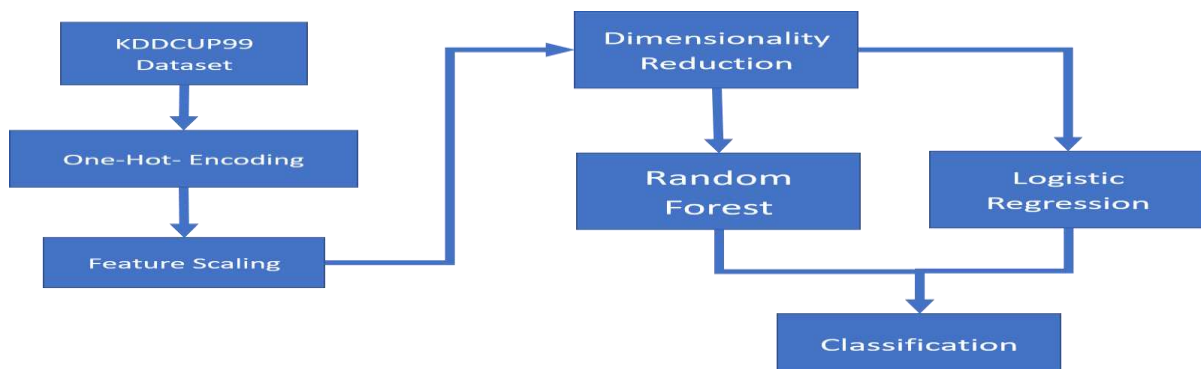 KDDCUP99
Dataset
One-Hot- Encoding
Feature Scaling
Dimensionality
Reduction
Random
Forest
Logistic
Regression
Classification